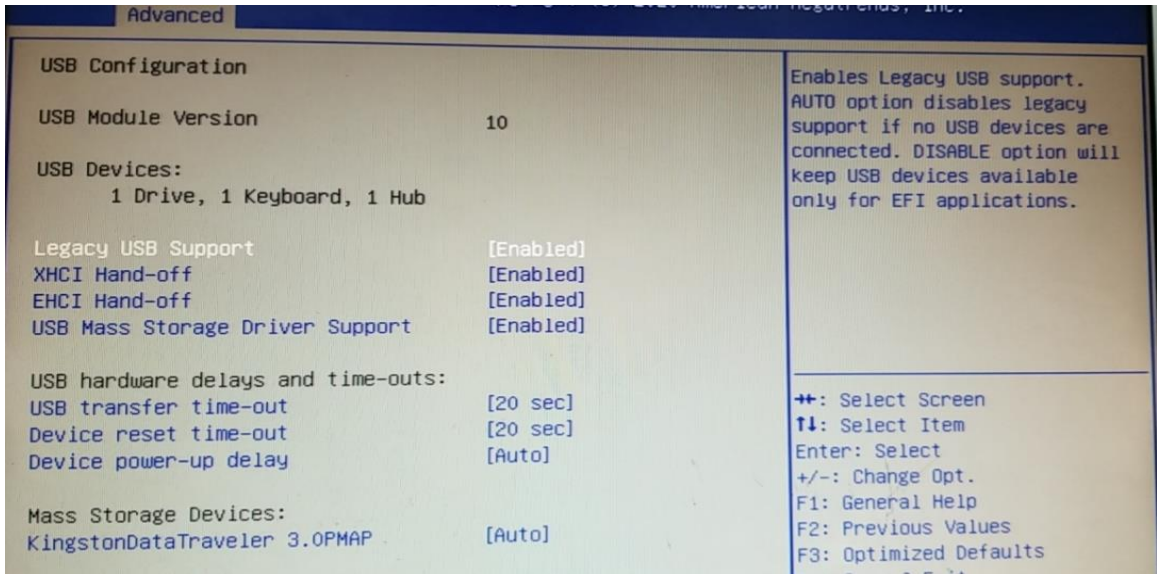 Advanced
American Megatrends, Inc.
USB Configuration
USB Module Version 10
USB Devices:
1 Drive, 1 Keyboard, 1 Hub
Legacy USB Support [Enabled]
XHCI Hand-off [Enabled]
EHCI Hand-off [Enabled]
USB Mass Storage Driver Support [Enabled]
USB hardware delays and time-outs:
USB transfer time-out [20 sec]
Device reset time-out [20 sec]
Device power-up delay [Auto]
Mass Storage Devices:
KingstonDataTraveler 3.0PMAP [Auto]
Enables Legacy USB support.
AUTO option disables legacy
support if no USB devices are
connected. DISABLE option will
keep USB devices available
only for EFI applications.
→←: Select Screen
↑↓: Select Item
Enter: Select
+/-: Change Opt.
F1: General Help
F2: Previous Values
F3: Optimized Defaults